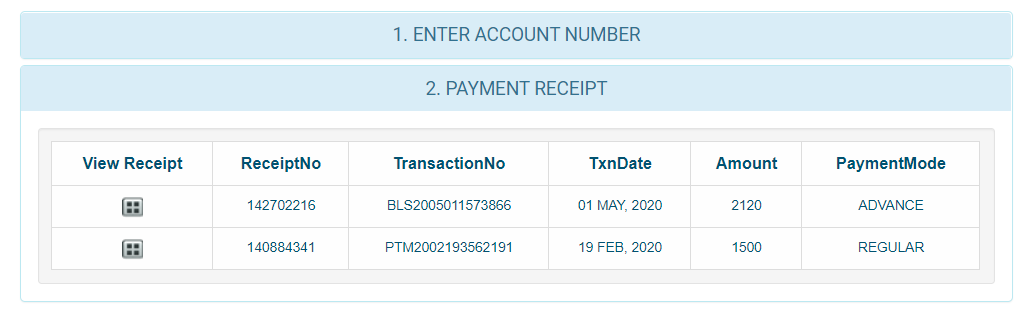 1. ENTER ACCOUNT NUMBER
2. PAYMENT RECEIPT
View Receipt ReceiptNo TransactionNo TxnDate Amount PaymentMode
142702216 BLS2005011573866 01 MAY, 2020 2120 ADVANCE
140884341 PTM2002193562191 19 FEB, 2020 1500 REGULAR